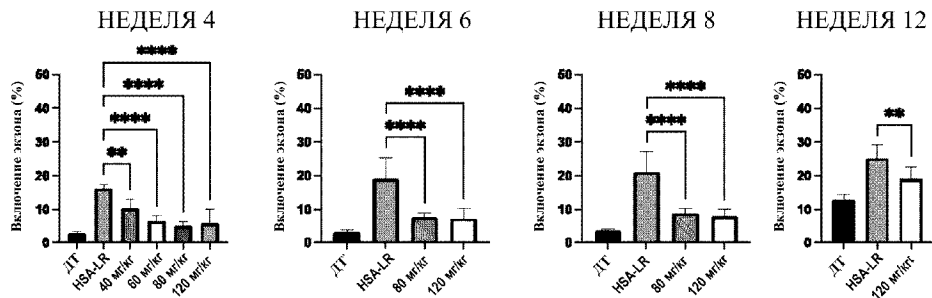 НЕДЕЛЯ 4
Включение экзона (%)
50
40
30
20
10
0
****
****
****
**
ДТ
HSA-LR
40 мг/кг
60 мг/кг
80 мг/кг
120 мг/кг
НЕДЕЛЯ 6
Включение экзона (%)
50
40
30
20
10
0
****
****
ДТ
HSA-LR
80 мг/кг
120 мг/кг
НЕДЕЛЯ 8
Включение экзона (%)
50
40
30
20
10
0
****
****
ДТ
HSA-LR
80 мг/кг
120 мг/кг
НЕДЕЛЯ 12
Включение экзона (%)
50
40
30
20
10
0
**
ДТ
HSA-LR
120 мг/кг